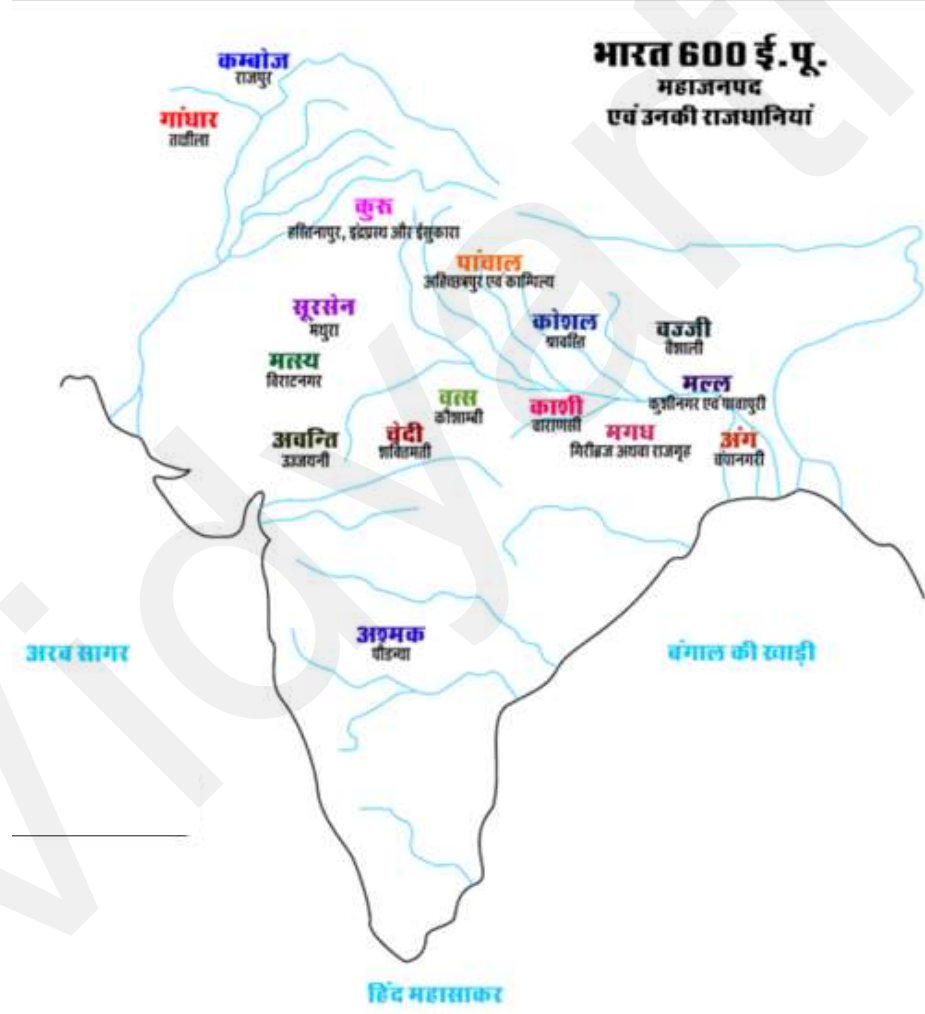 भारत 600 ई.पू.
महाजनपद
एवं उनकी राजधानियां
कम्बोज
राजपुर
गांधार
तक्षीला
कुरु
हस्तिनापुर, इंद्रप्रस्थ और ईसुकारा
पांचाल
अहिच्छत्रपुर एवं काम्पिल्य
सूरसेन
मथुरा
कोशल
श्रावस्ति
वज्जी
वैशाली
मत्स्य
विराटनगर
मल्ल
कुशीनगर एवं पावापुरी
वत्स
कौशाम्बी
काशी
वाराणसी
अवन्ति
उज्जयनी
चेदी
शक्तिमती
मगध
गिरीब्रज अथवा राजगृह
अंग
चंपानगरी
अश्मक
पौडन्या
अरब सागर
बंगाल की खाड़ी
हिंद महासाकर
vidyarti